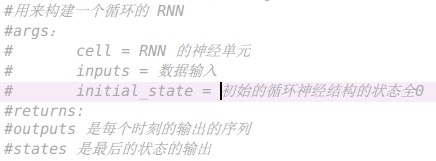 #用来构建一个循环的 RNN
#args：
#       cell = RNN 的神经单元
#       inputs = 数据输入
#       initial_state = 初始的循环神经结构的状态全0
#returns:
#outputs 是每个时刻的输出的序列
#states 是最后的状态的输出